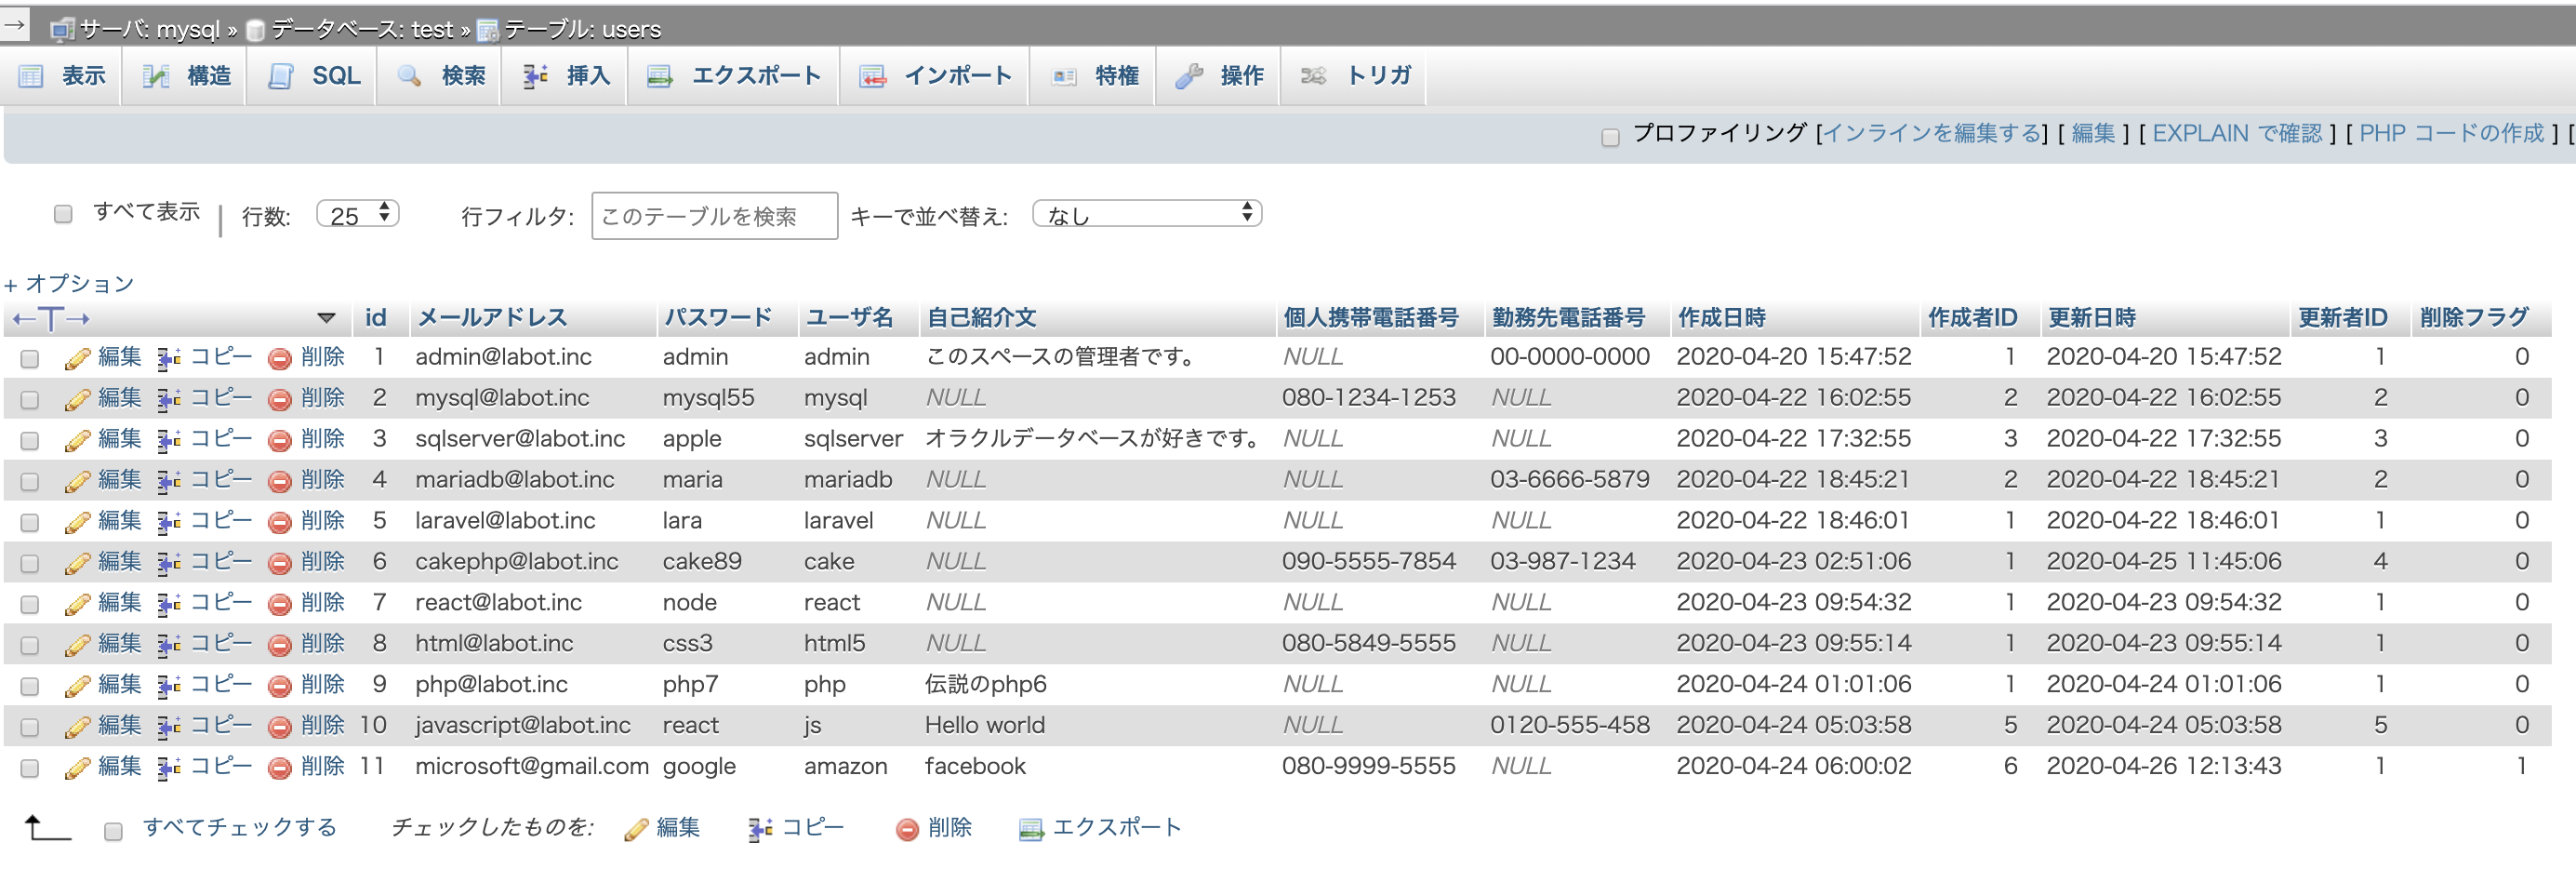 サーバ: mysql » データベース: test » テーブル: users
表示 構造 SQL 検索 挿入 エクスポート インポート 特権 操作 トリガ
プロファイリング [インラインを編集する] [ 編集 ] [ EXPLAIN で確認 ] [ PHP コードの作成 ] [
すべて表示 | 行数: 25 行フィルタ: このテーブルを検索 キーで並べ替え: なし
+ オプション
←T→ ▼ id メールアドレス パスワード ユーザ名 自己紹介文 個人携帯電話番号 勤務先電話番号 作成日時 作成者ID 更新日時 更新者ID 削除フラグ
編集 コピー 削除 1 admin@labot.inc admin admin このスペースの管理者です。 NULL 00-0000-0000 2020-04-20 15:47:52 1 2020-04-20 15:47:52 1 0
編集 コピー 削除 2 mysql@labot.inc mysql55 mysql NULL 080-1234-1253 NULL 2020-04-22 16:02:55 2 2020-04-22 16:02:55 2 0
編集 コピー 削除 3 sqlserver@labot.inc apple sqlserver オラクルデータベースが好きです。 NULL NULL 2020-04-22 17:32:55 3 2020-04-22 17:32:55 3 0
編集 コピー 削除 4 mariadb@labot.inc maria mariadb NULL NULL 03-6666-5879 2020-04-22 18:45:21 2 2020-04-22 18:45:21 2 0
編集 コピー 削除 5 laravel@labot.inc lara laravel NULL NULL NULL 2020-04-22 18:46:01 1 2020-04-22 18:46:01 1 0
編集 コピー 削除 6 cakephp@labot.inc cake89 cake NULL 090-5555-7854 03-987-1234 2020-04-23 02:51:06 1 2020-04-25 11:45:06 4 0
編集 コピー 削除 7 react@labot.inc node react NULL NULL NULL 2020-04-23 09:54:32 1 2020-04-23 09:54:32 1 0
編集 コピー 削除 8 html@labot.inc css3 html5 NULL 080-5849-5555 NULL 2020-04-23 09:55:14 1 2020-04-23 09:55:14 1 0
編集 コピー 削除 9 php@labot.inc php7 php 伝説のphp6 NULL NULL 2020-04-24 01:01:06 1 2020-04-24 01:01:06 1 0
編集 コピー 削除 10 javascript@labot.inc react js Hello world NULL 0120-555-458 2020-04-24 05:03:58 5 2020-04-24 05:03:58 5 0
編集 コピー 削除 11 microsoft@gmail.com google amazon facebook 080-9999-5555 NULL 2020-04-24 06:00:02 6 2020-04-26 12:13:43 1 1
すべてチェックする チェックしたものを: 編集 コピー 削除 エクスポート